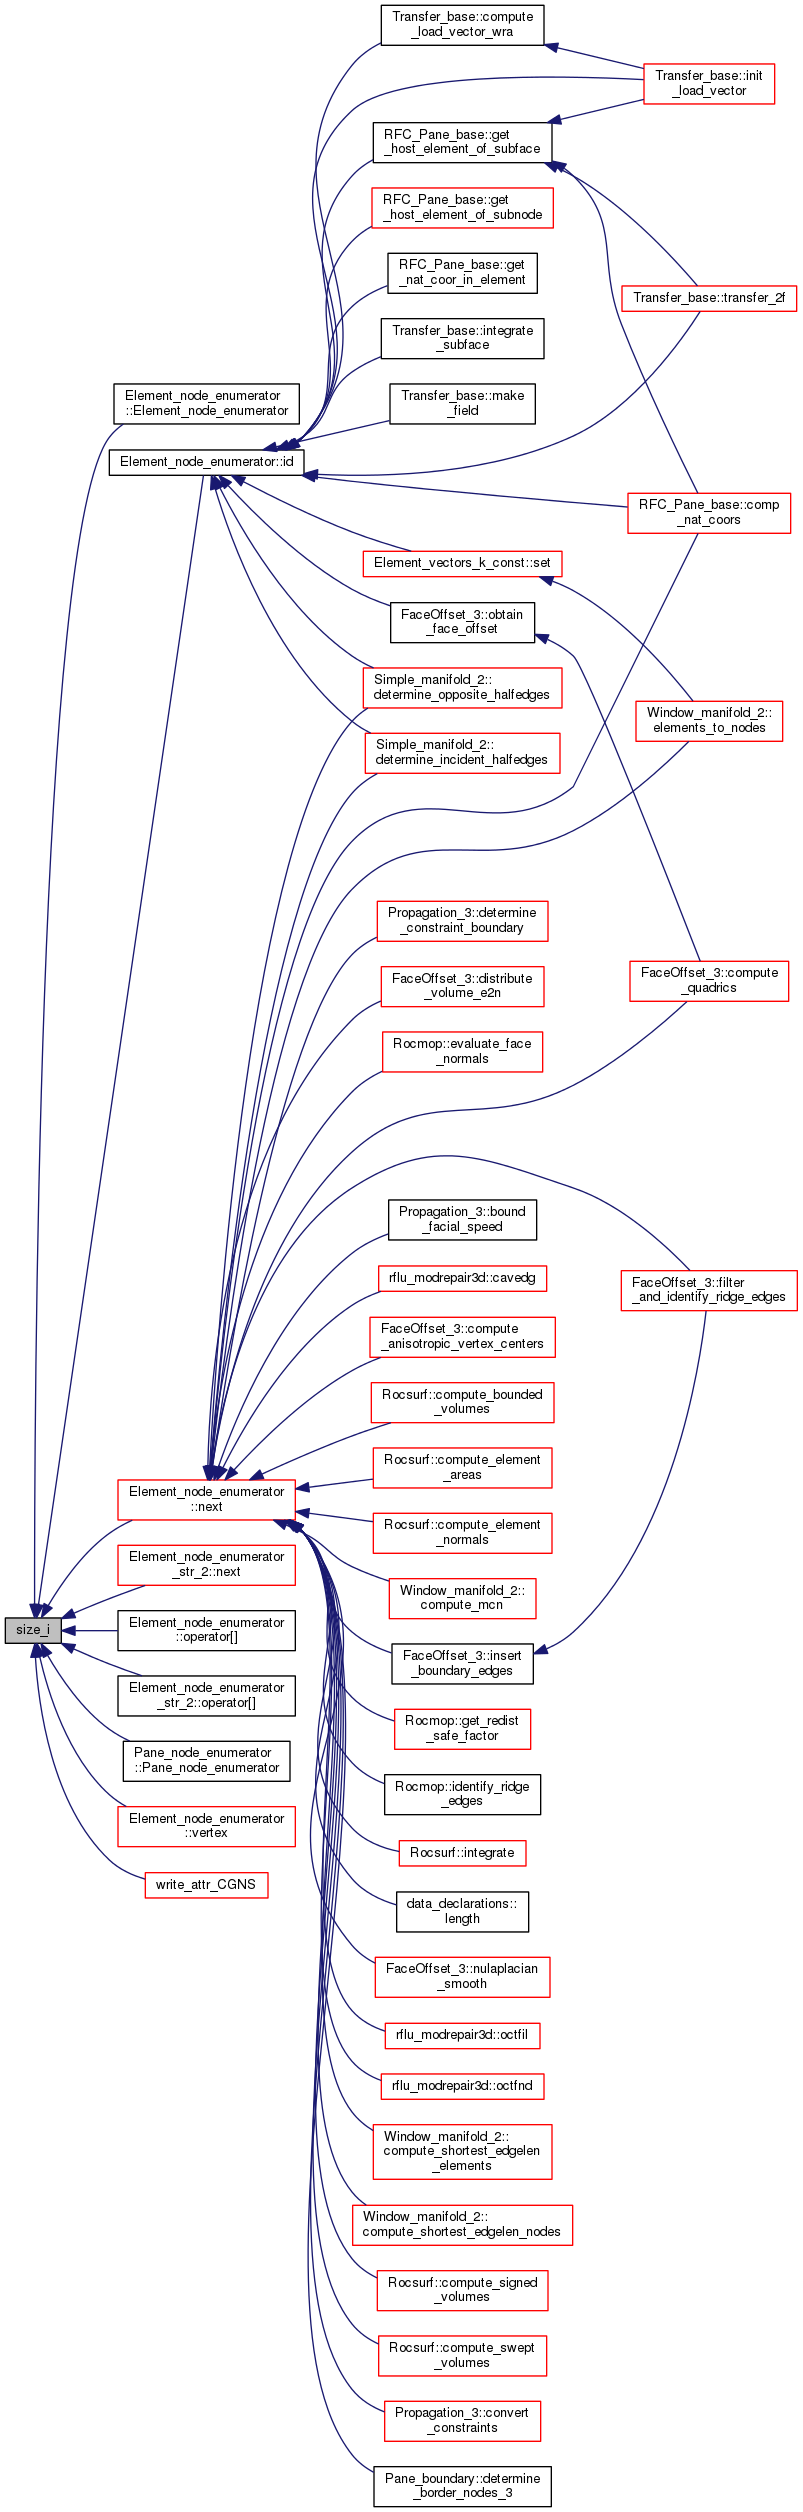 Transfer_base::compute
_load_vector_wra
Transfer_base::init
_load_vector
RFC_Pane_base::get
_host_element_of_subface
RFC_Pane_base::get
_host_element_of_subnode
RFC_Pane_base::get
_nat_coor_in_element
Transfer_base::transfer_2f
Transfer_base::integrate
_subface
Element_node_enumerator
::Element_node_enumerator
Transfer_base::make
_field
Element_node_enumerator::id
RFC_Pane_base::comp
_nat_coors
Element_vectors_k_const::set
FaceOffset_3::obtain
_face_offset
Simple_manifold_2::
determine_opposite_halfedges
Window_manifold_2::
elements_to_nodes
Simple_manifold_2::
determine_incident_halfedges
Propagation_3::determine
_constraint_boundary
FaceOffset_3::compute
_quadrics
FaceOffset_3::distribute
_volume_e2n
Rocmop::evaluate_face
_normals
Propagation_3::bound
_facial_speed
rflu_modrepair3d::cavedg
FaceOffset_3::filter
_and_identify_ridge_edges
FaceOffset_3::compute
_anisotropic_vertex_centers
Rocsurf::compute_bounded
_volumes
Rocsurf::compute_element
_areas
Element_node_enumerator
::next
Rocsurf::compute_element
_normals
Element_node_enumerator
_str_2::next
Window_manifold_2::
compute_mcn
size_i
Element_node_enumerator
::operator[]
FaceOffset_3::insert
_boundary_edges
Element_node_enumerator
_str_2::operator[]
Rocmop::get_redist
_safe_factor
Pane_node_enumerator
::Pane_node_enumerator
Rocmop::identify_ridge
_edges
Element_node_enumerator
::vertex
Rocsurf::integrate
write_attr_CGNS
data_declarations::
length
FaceOffset_3::nulaplacian
_smooth
rflu_modrepair3d::octfil
rflu_modrepair3d::octfnd
Window_manifold_2::
compute_shortest_edgelen
_elements
Window_manifold_2::
compute_shortest_edgelen_nodes
Rocsurf::compute_signed
_volumes
Rocsurf::compute_swept
_volumes
Propagation_3::convert
_constraints
Pane_boundary::determine
_border_nodes_3